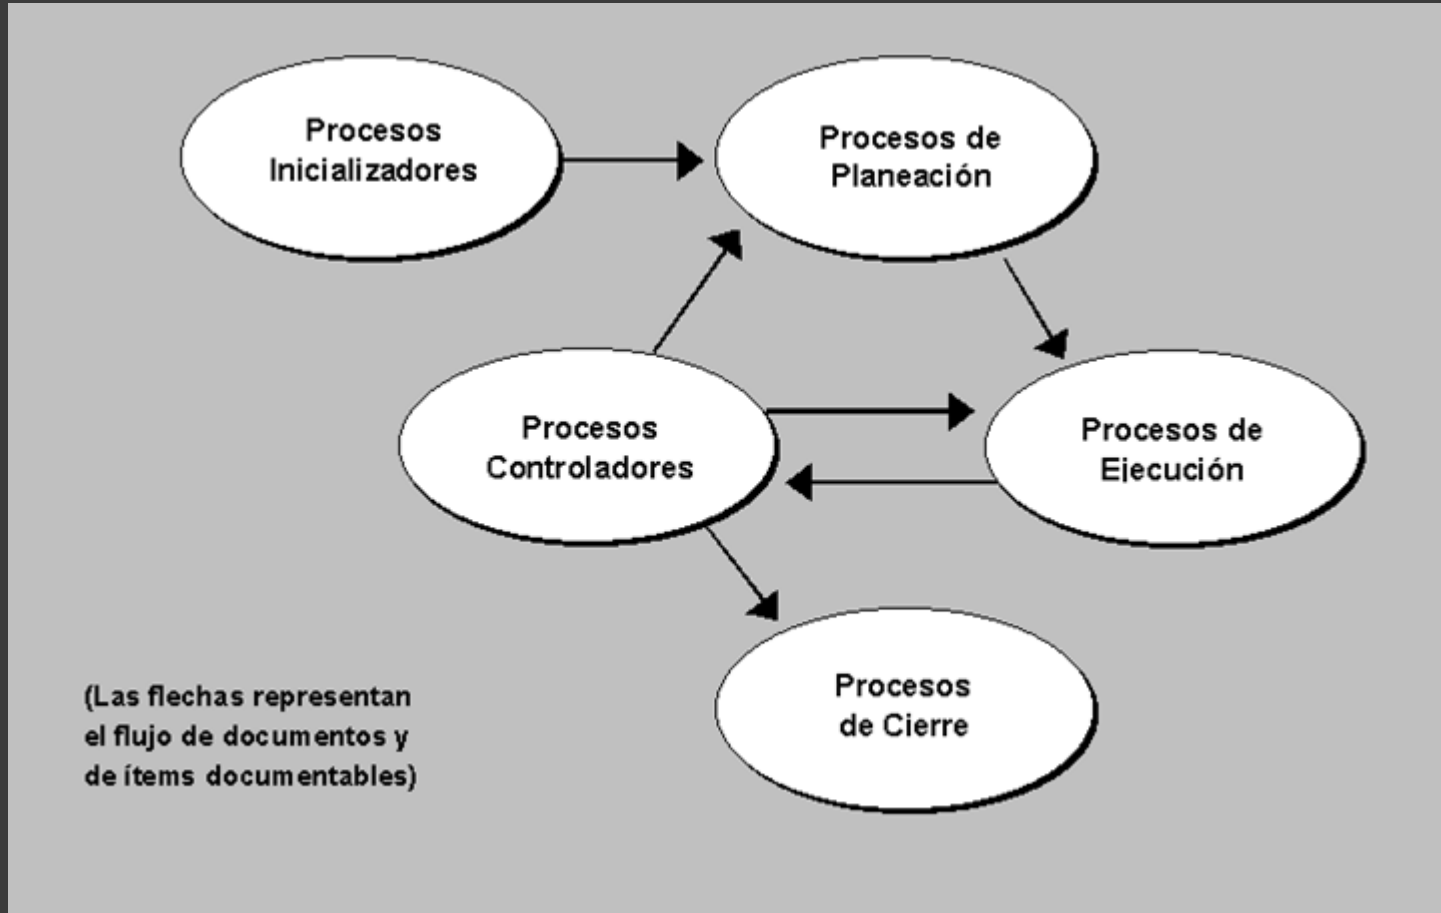 Procesos
Inicializadores
Procesos de
Planeación
Procesos
Controladores
Procesos de
Ejecución
Procesos
de Cierre
(Las flechas representan
el flujo de documentos y
de ítems documentables)